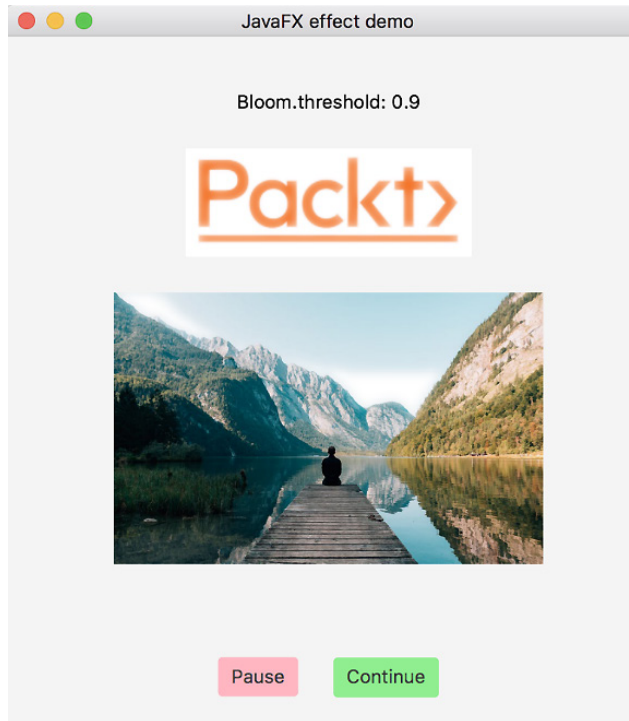 JavaFX effect demo
Bloom.threshold: 0.9
Packt>
Pause
Continue